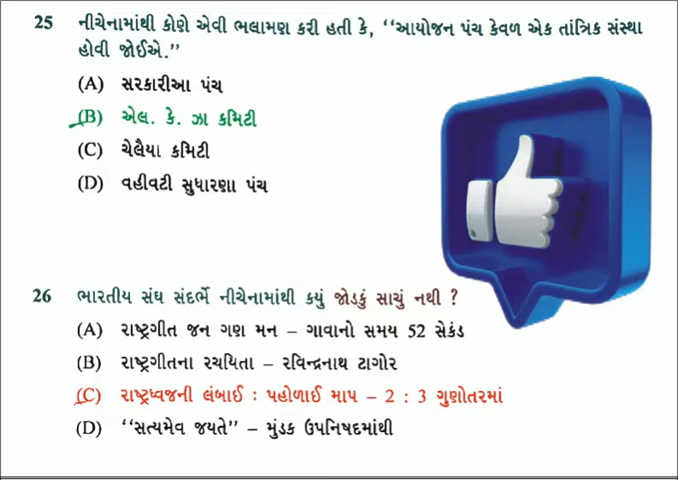 25 નીચેનામાંથી કોણે એવી ભલામણ કરી હતી કે, ‘‘આયોજન પંચ કેવળ એક તાંત્રિક સંસ્થા
હોવી જોઈએ.’’
(A) સરકારીઆ પંચ
(B) એલ. કે. ઝા કમિટી
(C) ચેલૈયા કમિટી
(D) વહીવટી સુધારણા પંચ
26 ભારતીય સંઘ સંદર્ભે નીચેનામાંથી કયું જોડકું સાચું નથી ?
(A) રાષ્ટ્રગીત જન ગણ મન – ગાવાનો સમય 52 સેકંડ
(B) રાષ્ટ્રગીતના રચયિતા – રવિન્દ્રનાથ ટાગોર
(C) રાષ્ટ્રધ્વજની લંબાઈ : પહોળાઈ માપ – 2 : 3 ગુણોતરમાં
(D) ‘‘સત્યમેવ જયતે’’ – મુંડક ઉપનિષદમાંથી